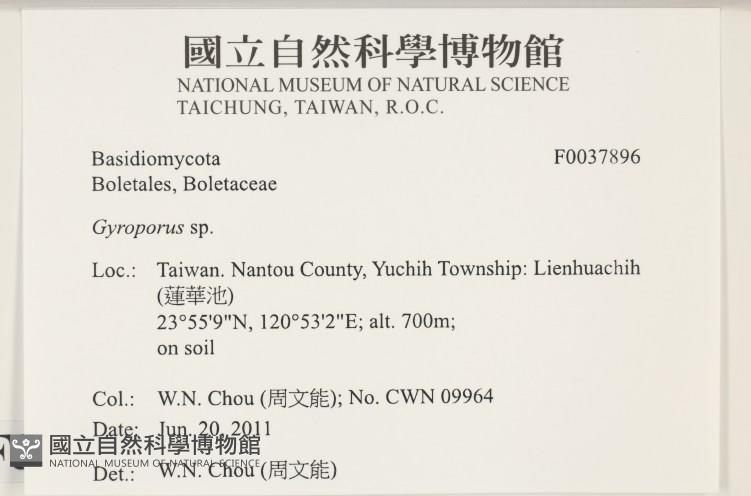 國立自然科學博物館
NATIONAL MUSEUM OF NATURAL SCIENCE
TAICHUNG, TAIWAN, R.O.C.
Basidiomycota F0037896
Boletales, Boletaceae
Gyroporus sp.
Loc.: Taiwan. Nantou County, Yuchih Township: Lienhuachih
(蓮華池)
23°55'9"N, 120°53'2"E; alt. 700m;
on soil
Col.: W.N. Chou (周文能); No. CWN 09964
Date: Jun. 20, 2011
國立自然科學博物館
NATIONAL MUSEUM OF NATURAL SCIENCE
Det.: W.N. Chou (周文能)